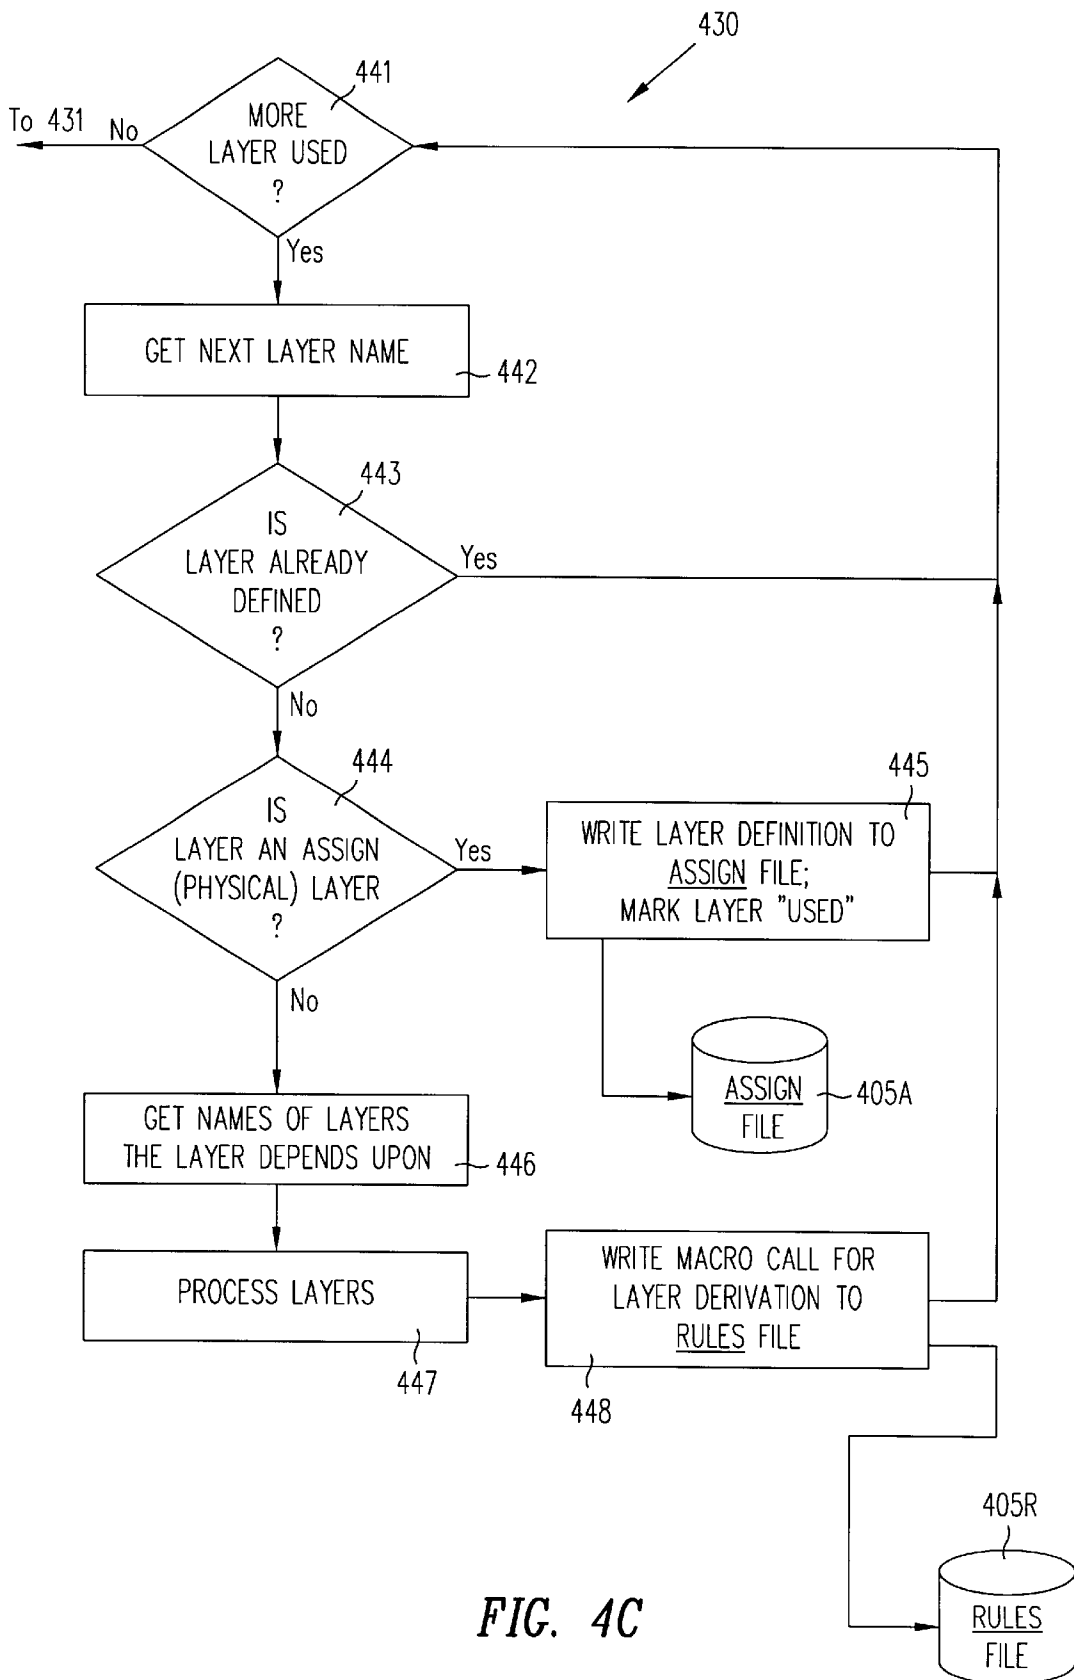 430
441
MORE
LAYER USED
?
To 431
No
Yes
GET NEXT LAYER NAME
442
443
IS
LAYER ALREADY
DEFINED
?
Yes
No
444
IS
LAYER AN ASSIGN
(PHYSICAL) LAYER
?
Yes
No
445
WRITE LAYER DEFINITION TO
ASSIGN FILE;
MARK LAYER "USED"
ASSIGN
FILE
405A
GET NAMES OF LAYERS
THE LAYER DEPENDS UPON
446
PROCESS LAYERS
447
WRITE MACRO CALL FOR
LAYER DERIVATION TO
RULES FILE
448
405R
RULES
FILE
FIG. 4C